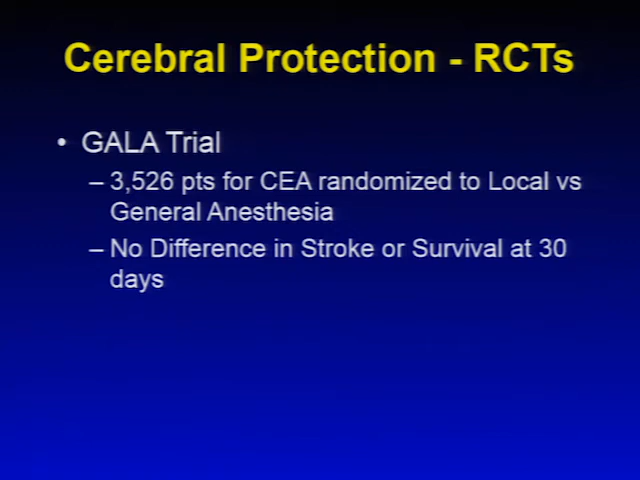 Cerebral Protection - RCTs
• GALA Trial
– 3,526 pts for CEA randomized to Local vs
General Anesthesia
– No Difference in Stroke or Survival at 30
days